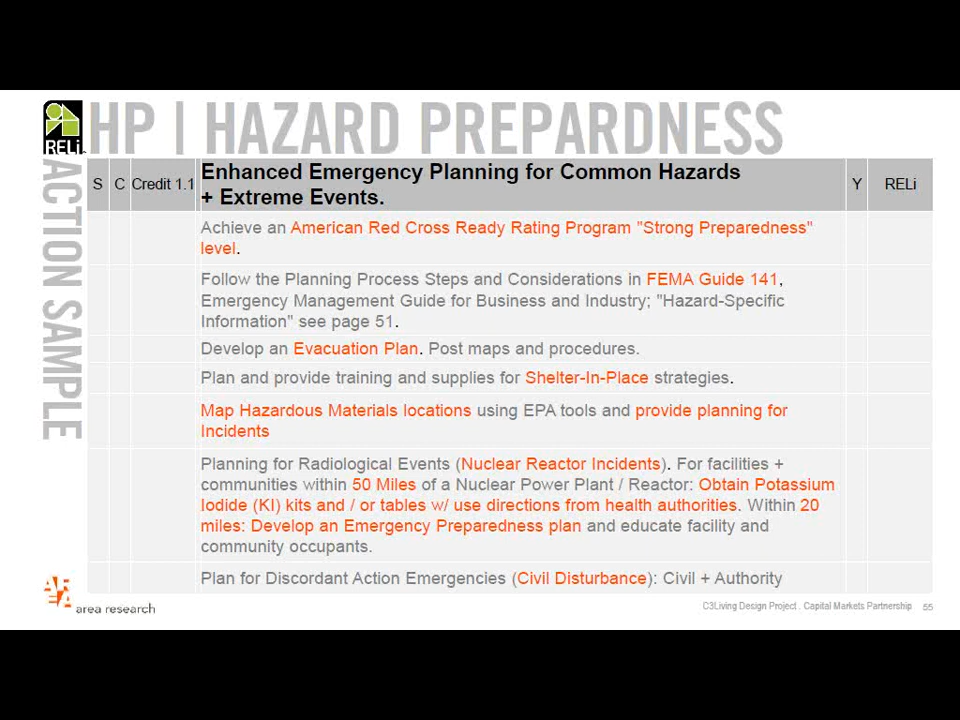 RELi
HP | HAZARD PREPARDNESS
ACTION SAMPLE
S C Credit 1.1 Enhanced Emergency Planning for Common Hazards Y RELi
+ Extreme Events.
Achieve an American Red Cross Ready Rating Program "Strong Preparedness"
level.
Follow the Planning Process Steps and Considerations in FEMA Guide 141,
Emergency Management Guide for Business and Industry; "Hazard-Specific
Information" see page 51.
Develop an Evacuation Plan. Post maps and procedures.
Plan and provide training and supplies for Shelter-In-Place strategies.
Map Hazardous Materials locations using EPA tools and provide planning for
Incidents
Planning for Radiological Events (Nuclear Reactor Incidents). For facilities +
communities within 50 Miles of a Nuclear Power Plant / Reactor: Obtain Potassium
Iodide (KI) kits and / or tables w/ use directions from health authorities. Within 20
miles: Develop an Emergency Preparedness plan and educate facility and
community occupants.
Plan for Discordant Action Emergencies (Civil Disturbance): Civil + Authority
AREA
area research
C3Living Design Project . Capital Markets Partnership 55